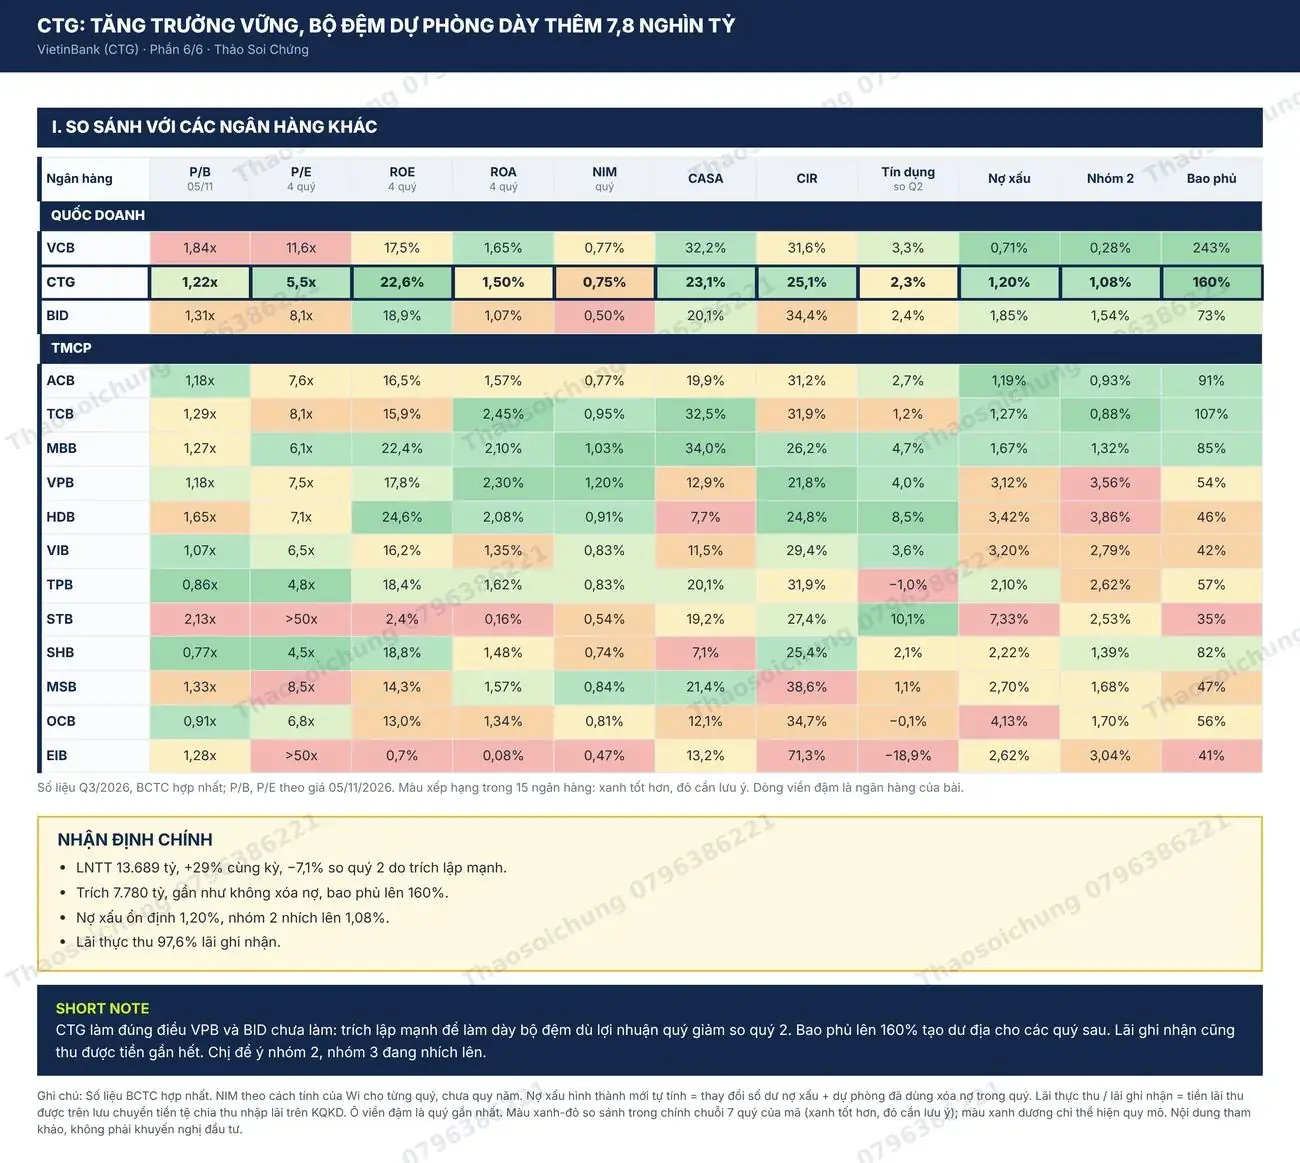 CTG: TĂNG TRƯỞNG VỮNG, BỘ ĐỆM DỰ PHÒNG DÀY THÊM 7,8 NGHÌN TỶ
VietinBank (CTG) · Phần 6/6 · Thảo Soi Chứng
I. SO SÁNH VỚI CÁC NGÂN HÀNG KHÁC
Ngân hàng P/B 05/11 P/E 4 quý ROE 4 quý ROA 4 quý NIM quý CASA CIR Tín dụng so Q2 Nợ xấu Nhóm 2 Bao phủ
QUỐC DOANH
VCB 1,84x 11,6x 17,5% 1,65% 0,77% 32,2% 31,6% 3,3% 0,71% 0,28% 243%
CTG 1,22x 5,5x 22,6% 1,50% 0,75% 23,1% 25,1% 2,3% 1,20% 1,08% 160%
BID 1,31x 8,1x 18,9% 1,07% 0,50% 20,1% 34,4% 2,4% 1,85% 1,54% 73%
TMCP
ACB 1,18x 7,6x 16,5% 1,57% 0,77% 19,9% 31,2% 2,7% 1,19% 0,93% 91%
TCB 1,29x 8,1x 15,9% 2,45% 0,95% 32,5% 31,9% 1,2% 1,27% 0,88% 107%
MBB 1,27x 6,1x 22,4% 2,10% 1,03% 34,0% 26,2% 4,7% 1,67% 1,32% 85%
VPB 1,18x 7,5x 17,8% 2,30% 1,20% 12,9% 21,8% 4,0% 3,12% 3,56% 54%
HDB 1,65x 7,1x 24,6% 2,08% 0,91% 7,7% 24,8% 8,5% 3,42% 3,86% 46%
VIB 1,07x 6,5x 16,2% 1,35% 0,83% 11,5% 29,4% 3,6% 3,20% 2,79% 42%
TPB 0,86x 4,8x 18,4% 1,62% 0,83% 20,1% 31,9% −1,0% 2,10% 2,62% 57%
STB 2,13x >50x 2,4% 0,16% 0,54% 19,2% 27,4% 10,1% 7,33% 2,53% 35%
SHB 0,77x 4,5x 18,8% 1,48% 0,74% 7,1% 25,4% 2,1% 2,22% 1,39% 82%
MSB 1,33x 8,5x 14,3% 1,57% 0,84% 21,4% 38,6% 1,1% 2,70% 1,68% 47%
OCB 0,91x 6,8x 13,0% 1,34% 0,81% 12,1% 34,7% −0,1% 4,13% 1,70% 56%
EIB 1,28x >50x 0,7% 0,08% 0,47% 13,2% 71,3% −18,9% 2,62% 3,04% 41%
Số liệu Q3/2026, BCTC hợp nhất; P/B, P/E theo giá 05/11/2026. Màu xếp hạng trong 15 ngân hàng: xanh tốt hơn, đỏ cần lưu ý. Dòng viền đậm là ngân hàng của bài.
NHẬN ĐỊNH CHÍNH
• LNTT 13.689 tỷ, +29% cùng kỳ, −7,1% so quý 2 do trích lập mạnh.
• Trích 7.780 tỷ, gần như không xóa nợ, bao phủ lên 160%.
• Nợ xấu ổn định 1,20%, nhóm 2 nhích lên 1,08%.
• Lãi thực thu 97,6% lãi ghi nhận.
SHORT NOTE
CTG làm đúng điều VPB và BID chưa làm: trích lập mạnh để làm dày bộ đệm dù lợi nhuận quý giảm so quý 2. Bao phủ lên 160% tạo dư địa cho các quý sau. Lãi ghi nhận cũng
thu được tiền gần hết. Chị để ý nhóm 2, nhóm 3 đang nhích lên.
Ghi chú: Số liệu BCTC hợp nhất. NIM theo cách tính của Wi cho từng quý, chưa quy năm. Nợ xấu hình thành mới tự tính = thay đổi số dư nợ xấu + dự phòng đã dùng xóa nợ trong quý. Lãi thực thu / lãi ghi nhận = tiền lãi thu
được trên lưu chuyển tiền tệ chia thu nhập lãi trên KQKD. Ô viền đậm là quý gần nhất. Màu xanh-đỏ so sánh trong chính chuỗi 7 quý của mã (xanh tốt hơn, đỏ cần lưu ý); màu xanh dương chỉ thể hiện quy mô. Nội dung tham
khảo, không phải khuyến nghị đầu tư.
Thaosoichung 0796386221